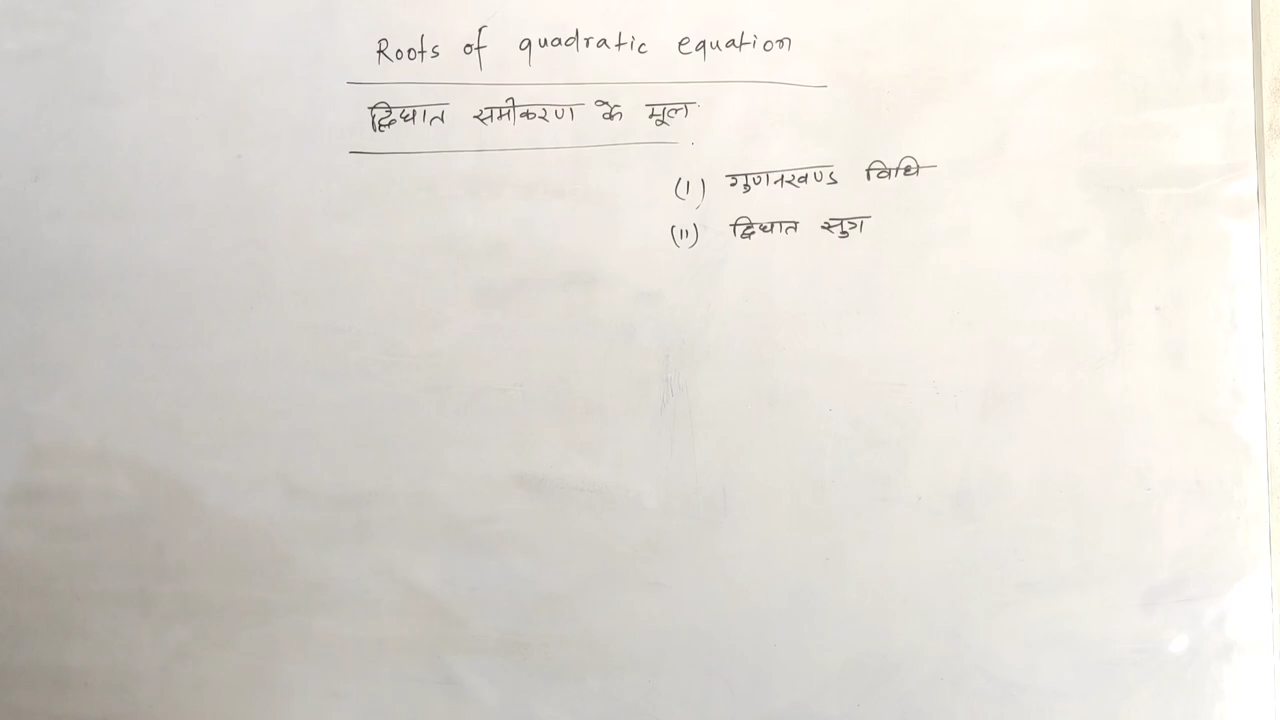 Roots of quadratic equation
द्विघात समीकरण के मूल
(I) गुणनखण्ड विधि
(II) द्विघात सुत्र